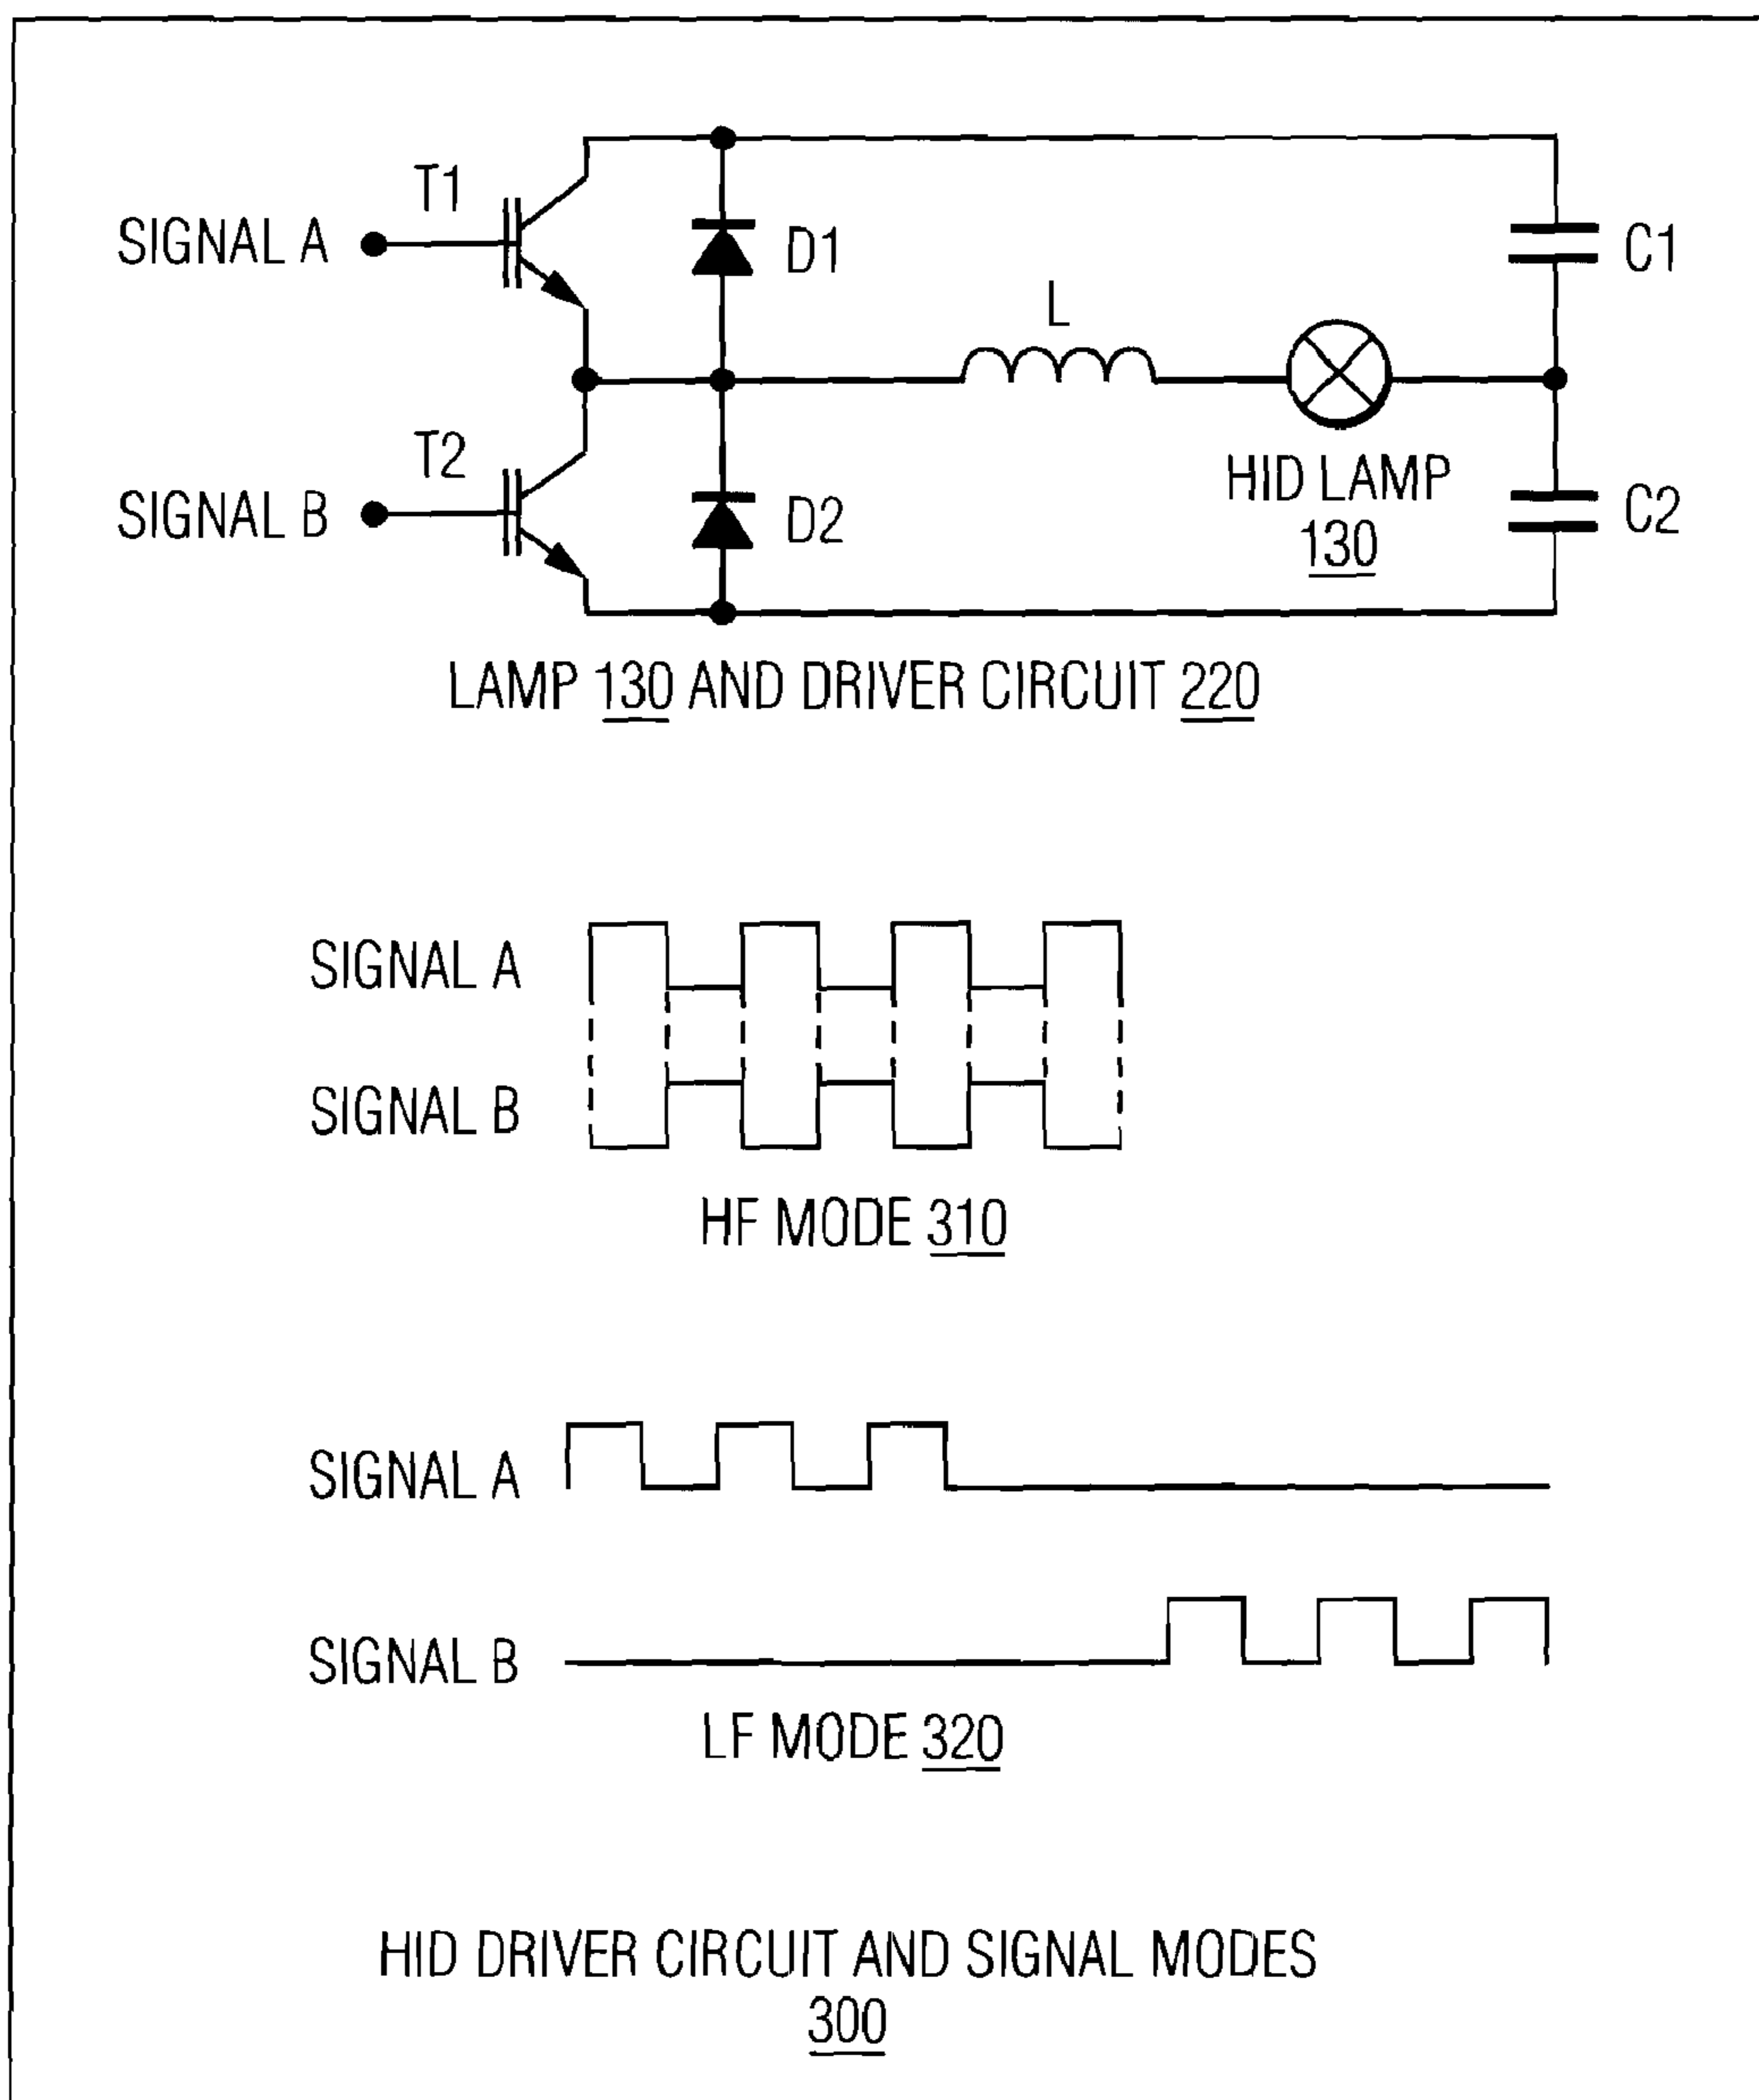 T1
SIGNAL A
D1
C1
L
T2
SIGNAL B
D2
HID LAMP
130
C2
LAMP 130 AND DRIVER CIRCUIT 220
SIGNAL A
SIGNAL B
HF MODE 310
SIGNAL A
SIGNAL B
LF MODE 320
HID DRIVER CIRCUIT AND SIGNAL MODES
300